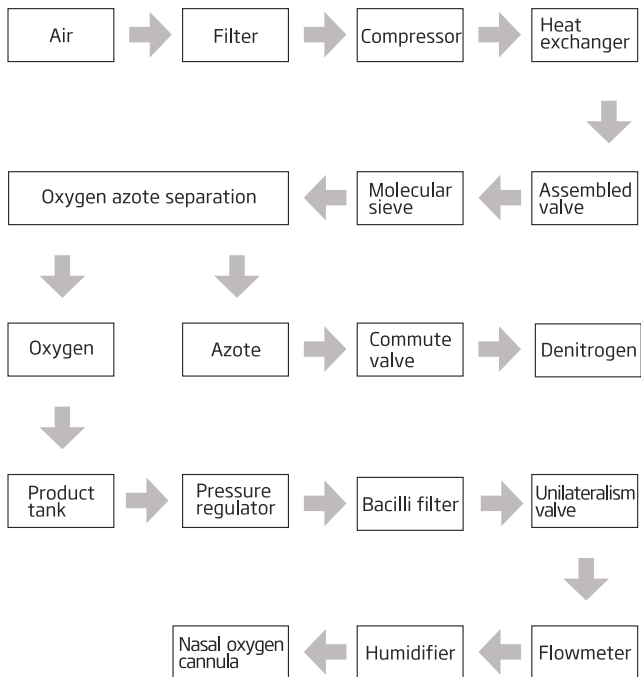 Air
Filter
Compressor
Heat
exchanger
Oxygen azote separation
Molecular
sieve
Assembled
valve
Oxygen
Azote
Commute
valve
Denitrogen
Product
tank
Pressure
regulator
Bacilli filter
Unilateralism
valve
Nasal oxygen
cannula
Humidifier
Flowmeter